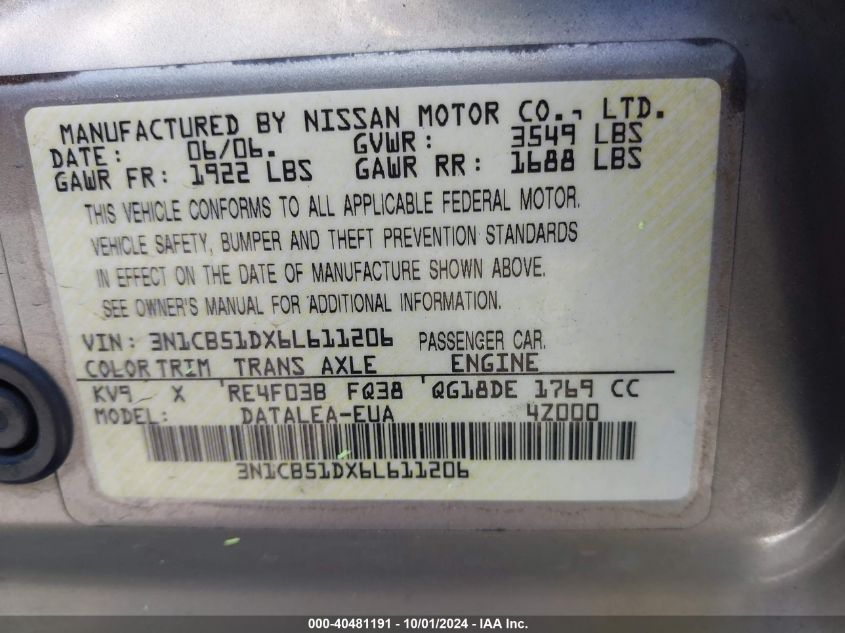 MANUFACTURED BY NISSAN MOTOR CO., LTD.
DATE: 06/06. GVWR: 3549 LBS
GAWR FR: 1922 LBS GAWR RR: 1688 LBS
THIS VEHICLE CONFORMS TO ALL APPLICABLE FEDERAL MOTOR.
VEHICLE SAFETY, BUMPER AND THEFT PREVENTION STANDARDS
IN EFFECT ON THE DATE OF MANUFACTURE SHOWN ABOVE.
SEE OWNER'S MANUAL FOR ADDITIONAL INFORMATION.
VIN: 3N1CB51DX6L611206 PASSENGER CAR.
COLOR TRIM TRANS AXLE ENGINE
KV9 X 'RE4F03B FQ38 'QG18DE 1769 CC
MODEL: DATALEA-EUA 4Z000
3N1CB51DX6L611206
000-40481191 - 10/01/2024 - IAA Inc.